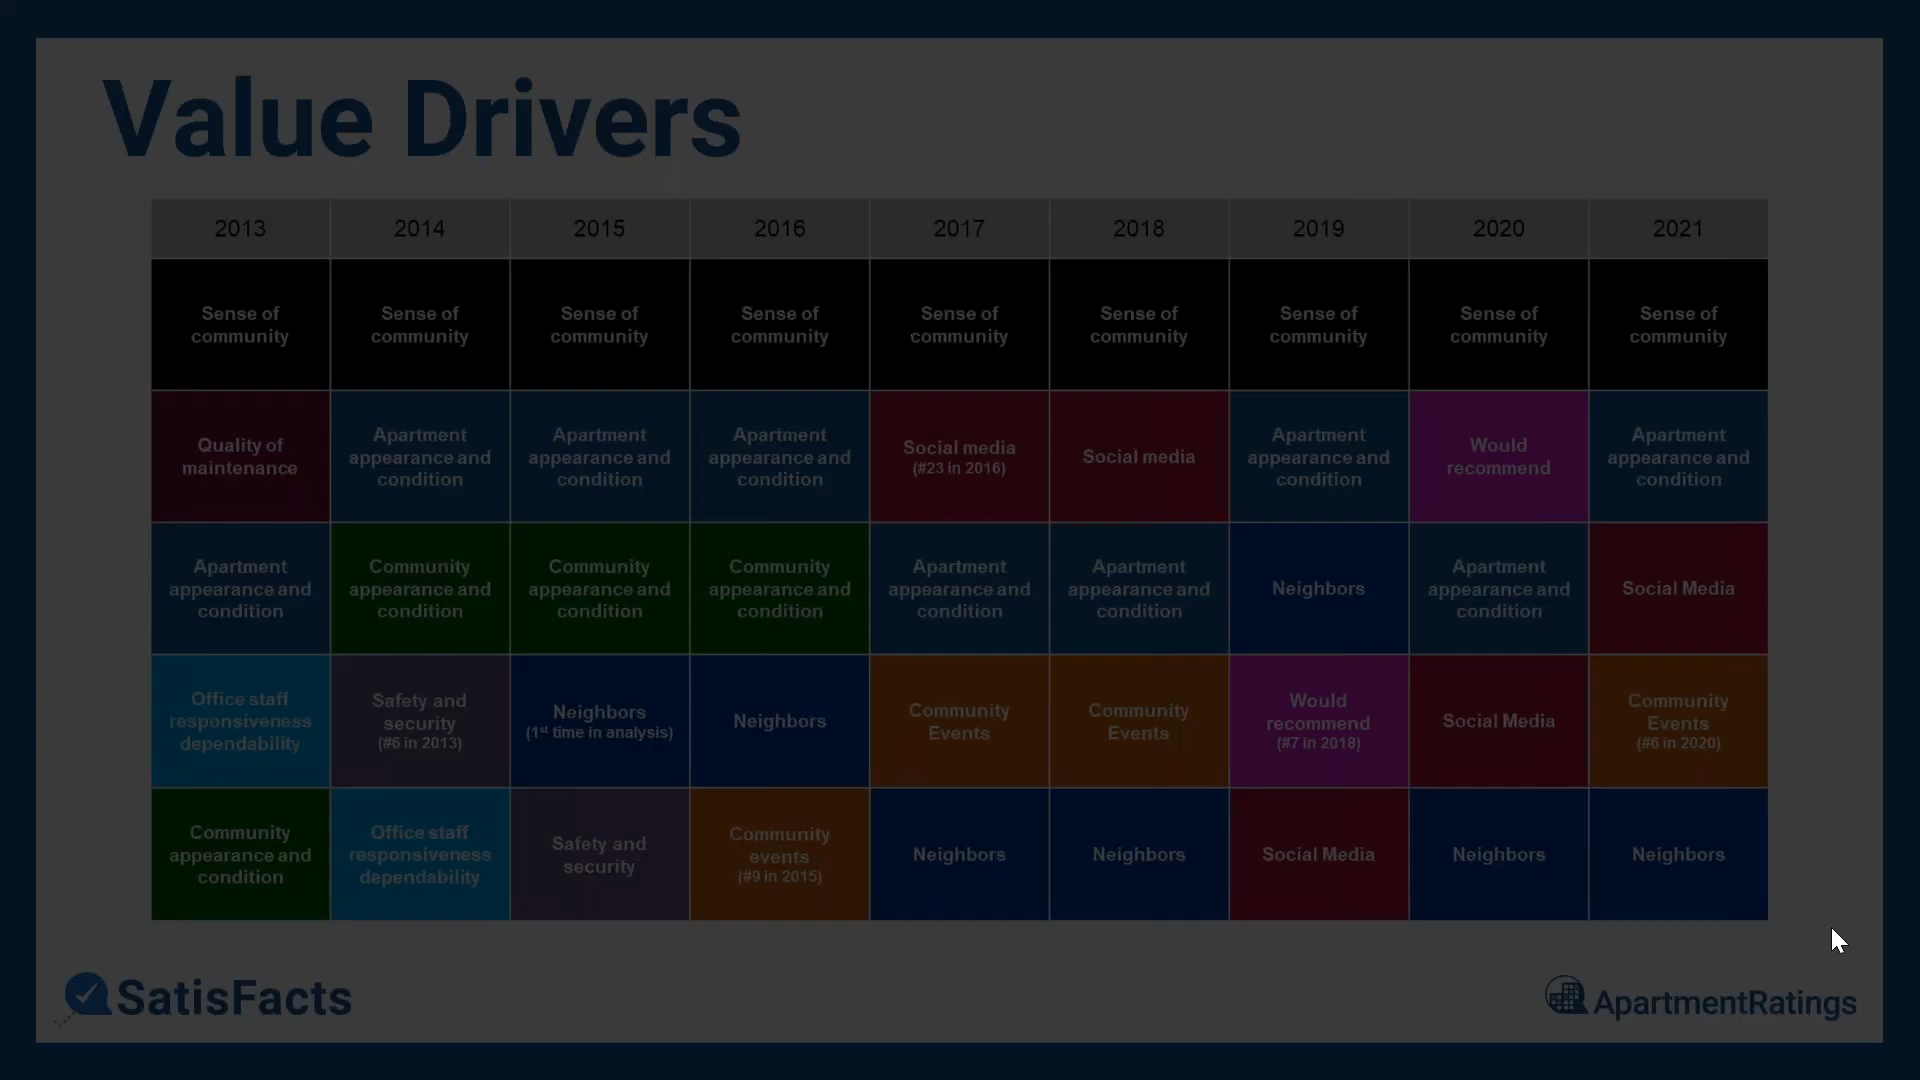 Value Drivers
2013 2014 2015 2016 2017 2018 2019 2020 2021
Sense of Sense of Sense of Sense of Sense of Sense of Sense of Sense of Sense of
community community community community community community community community community
Quality of
maintenance
Apartment
appearance and
condition
Apartment
appearance and
condition
Apartment
appearance and
condition
Social media
(#23 in 2016)
Social media
Apartment
appearance and
condition
Would
recommend
Apartment
appearance and
condition
Apartment
appearance and
condition
Community
appearance and
condition
Community
appearance and
condition
Community
appearance and
condition
Apartment
appearance and
condition
Apartment
appearance and
condition
Neighbors
Apartment
appearance and
condition
Social Media
Office staff
responsiveness
dependability
Safety and
security
(#6 in 2013)
Neighbors
(1st time in analysis)
Neighbors
Community
Events
Community
Events
Would
recommend
(#7 in 2018)
Social Media
Community
Events
(#6 in 2020)
Community
appearance and
condition
Office staff
responsiveness
dependability
Safety and
security
Community
events
(#9 in 2015)
Neighbors
Neighbors
Social Media
Neighbors
Neighbors
SatisFacts
ApartmentRatings